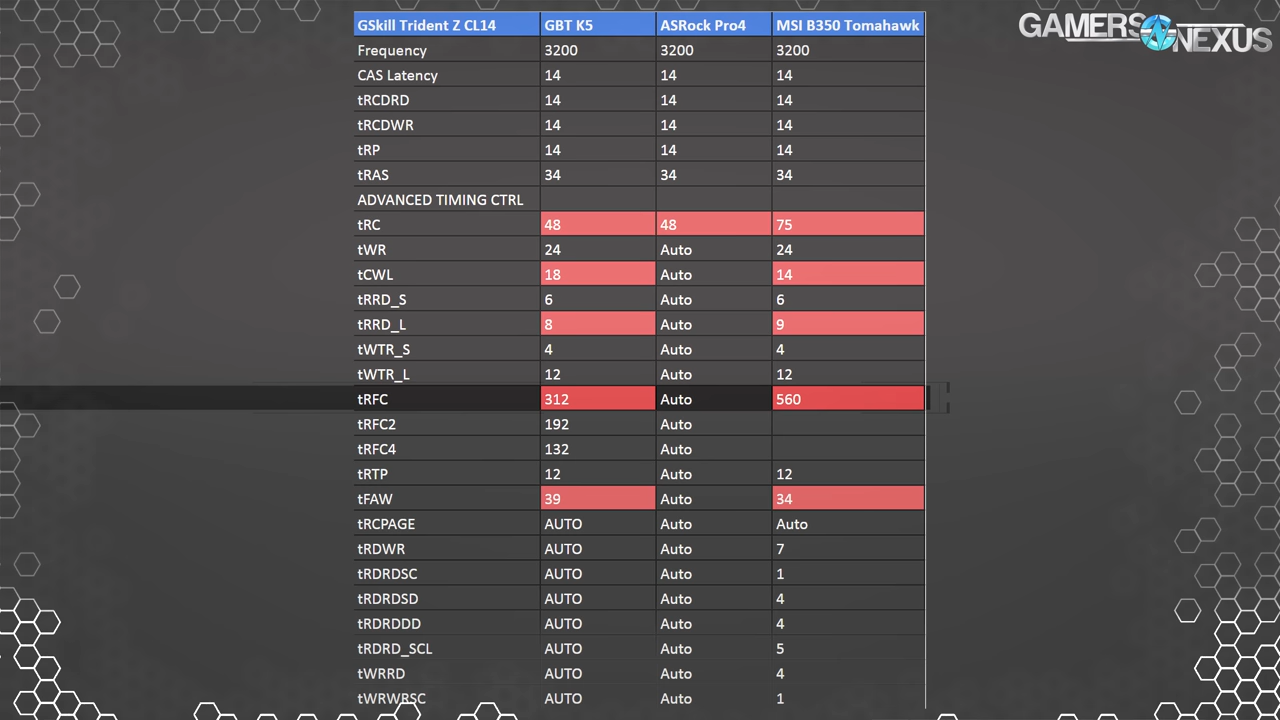 GAMERS NEXUS
GSkill Trident Z CL14 GBT K5 ASRock Pro4 MSI B350 Tomahawk
Frequency 3200 3200 3200
CAS Latency 14 14 14
tRCDRD 14 14 14
tRCDWR 14 14 14
tRP 14 14 14
tRAS 34 34 34
ADVANCED TIMING CTRL
tRC 48 48 75
tWR 24 Auto 24
tCWL 18 Auto 14
tRRD_S 6 Auto 6
tRRD_L 8 Auto 9
tWTR_S 4 Auto 4
tWTR_L 12 Auto 12
tRFC 312 Auto 560
tRFC2 192 Auto
tRFC4 132 Auto
tRTP 12 Auto 12
tFAW 39 Auto 34
tRCPAGE AUTO Auto Auto
tRDWR AUTO Auto 7
tRDRDSC AUTO Auto 1
tRDRDSD AUTO Auto 4
tRDRDDD AUTO Auto 4
tRDRD_SCL AUTO Auto 5
tWRRD AUTO Auto 4
tWRWRSC AUTO Auto 1